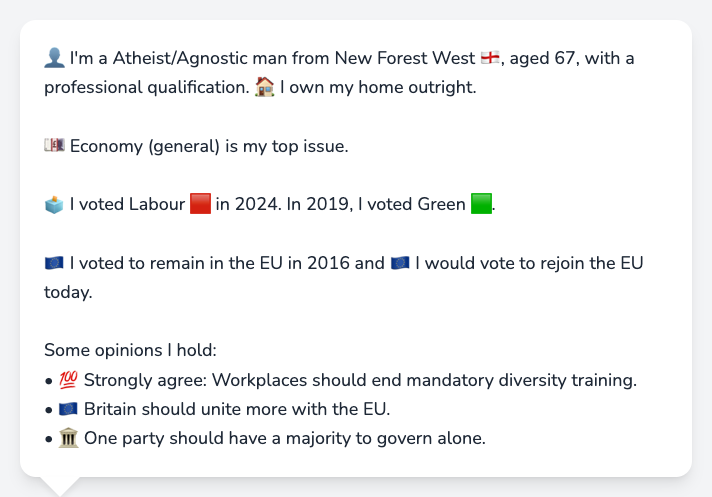 👤 I'm a Atheist/Agnostic man from New Forest West 🏴󠁧󠁢󠁥󠁮󠁧󠁿, aged 67, with a
professional qualification. 🏠 I own my home outright.
💷 Economy (general) is my top issue.
🗳️ I voted Labour 🟥 in 2024. In 2019, I voted Green 🟩.
🇪🇺 I voted to remain in the EU in 2016 and 🇪🇺 I would vote to rejoin the EU
today.
Some opinions I hold:
• 💯 Strongly agree: Workplaces should end mandatory diversity training.
• 🇪🇺 Britain should unite more with the EU.
• 🏛️ One party should have a majority to govern alone.